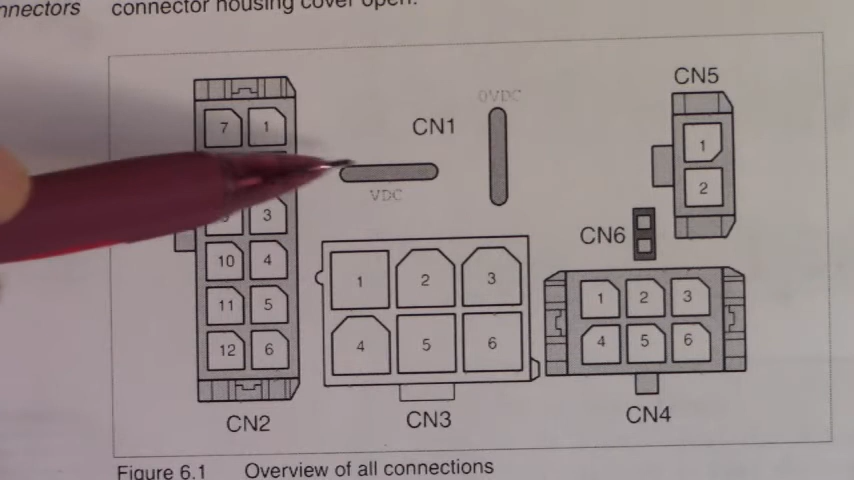 connector housing cover open.
CN5
0VDC
CN1
7 1
1
VDC
2
3
CN6
10 4
1 2 3
1 2 3
11 5
4 5 6
4 5 6
12 6
CN2
CN3
CN4
Figure 6.1 Overview of all connections